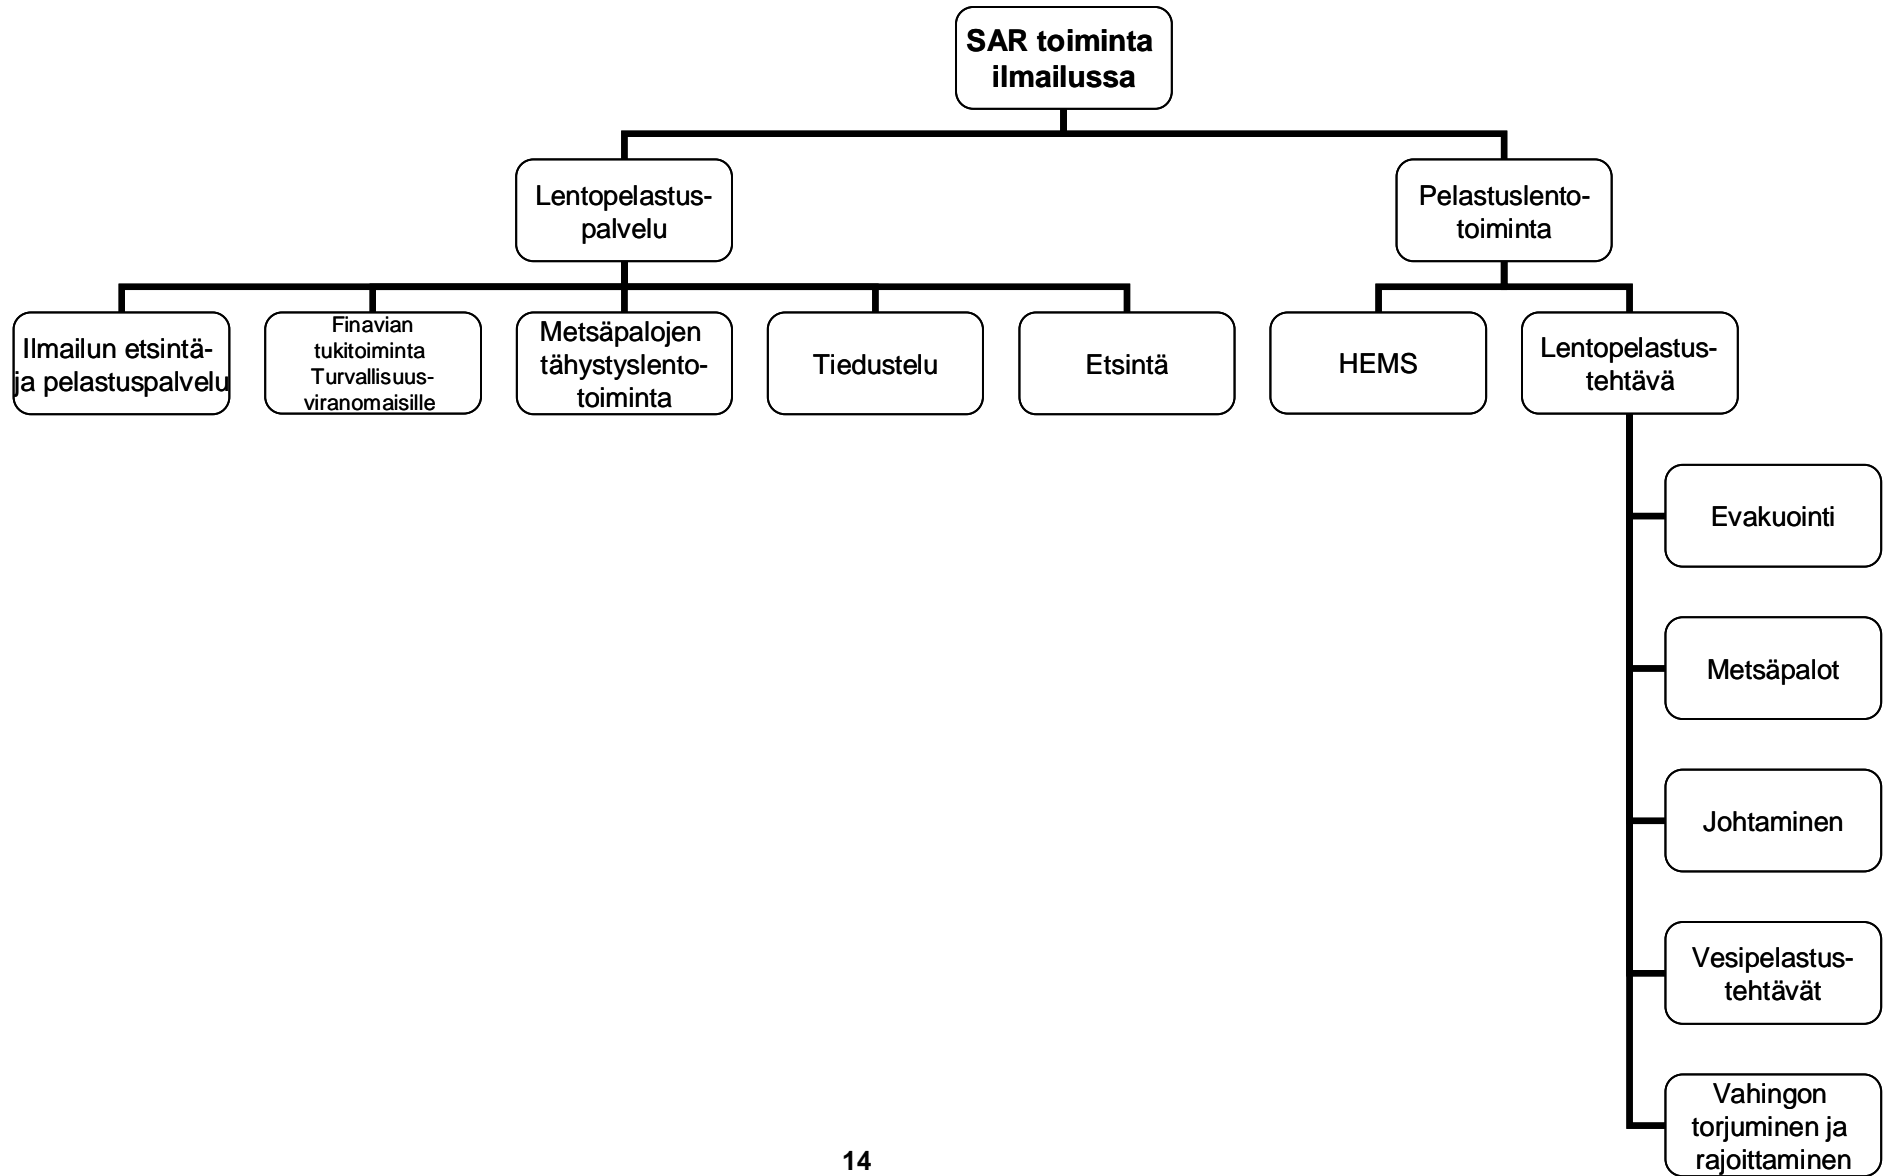 SAR toiminta
ilmailussa
Lentopelastus-
palvelu
Pelastuslento-
toiminta
Ilmailun etsintä-
ja pelastuspalvelu
Finavian
tukitoiminta
Turvallisuus-
viranomaisille
Metsäpalojen
tähystyslento-
toiminta
Tiedustelu
Etsintä
HEMS
Lentopelastus-
tehtävä
Evakuointi
Metsäpalot
Johtaminen
Vesipelastus-
tehtävät
Vahingon
torjuminen ja
rajoittaminen
14